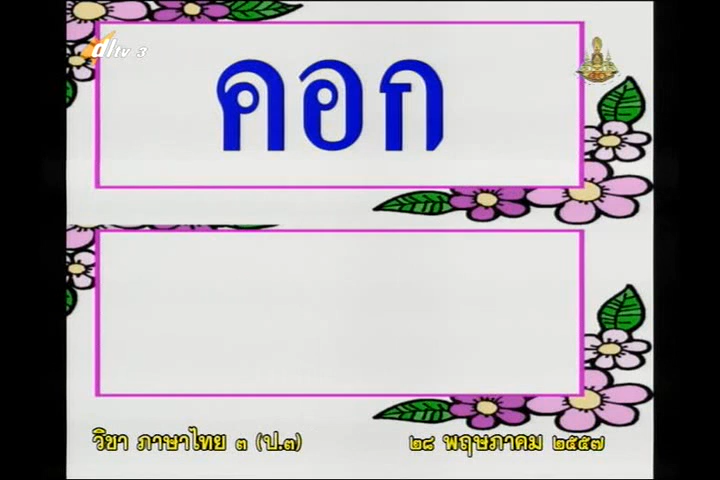 dltv 3
คอก
วิชา ภาษาไทย ๓ (ป.๓)
๒๘ พฤษภาคม ๒๕๕๗